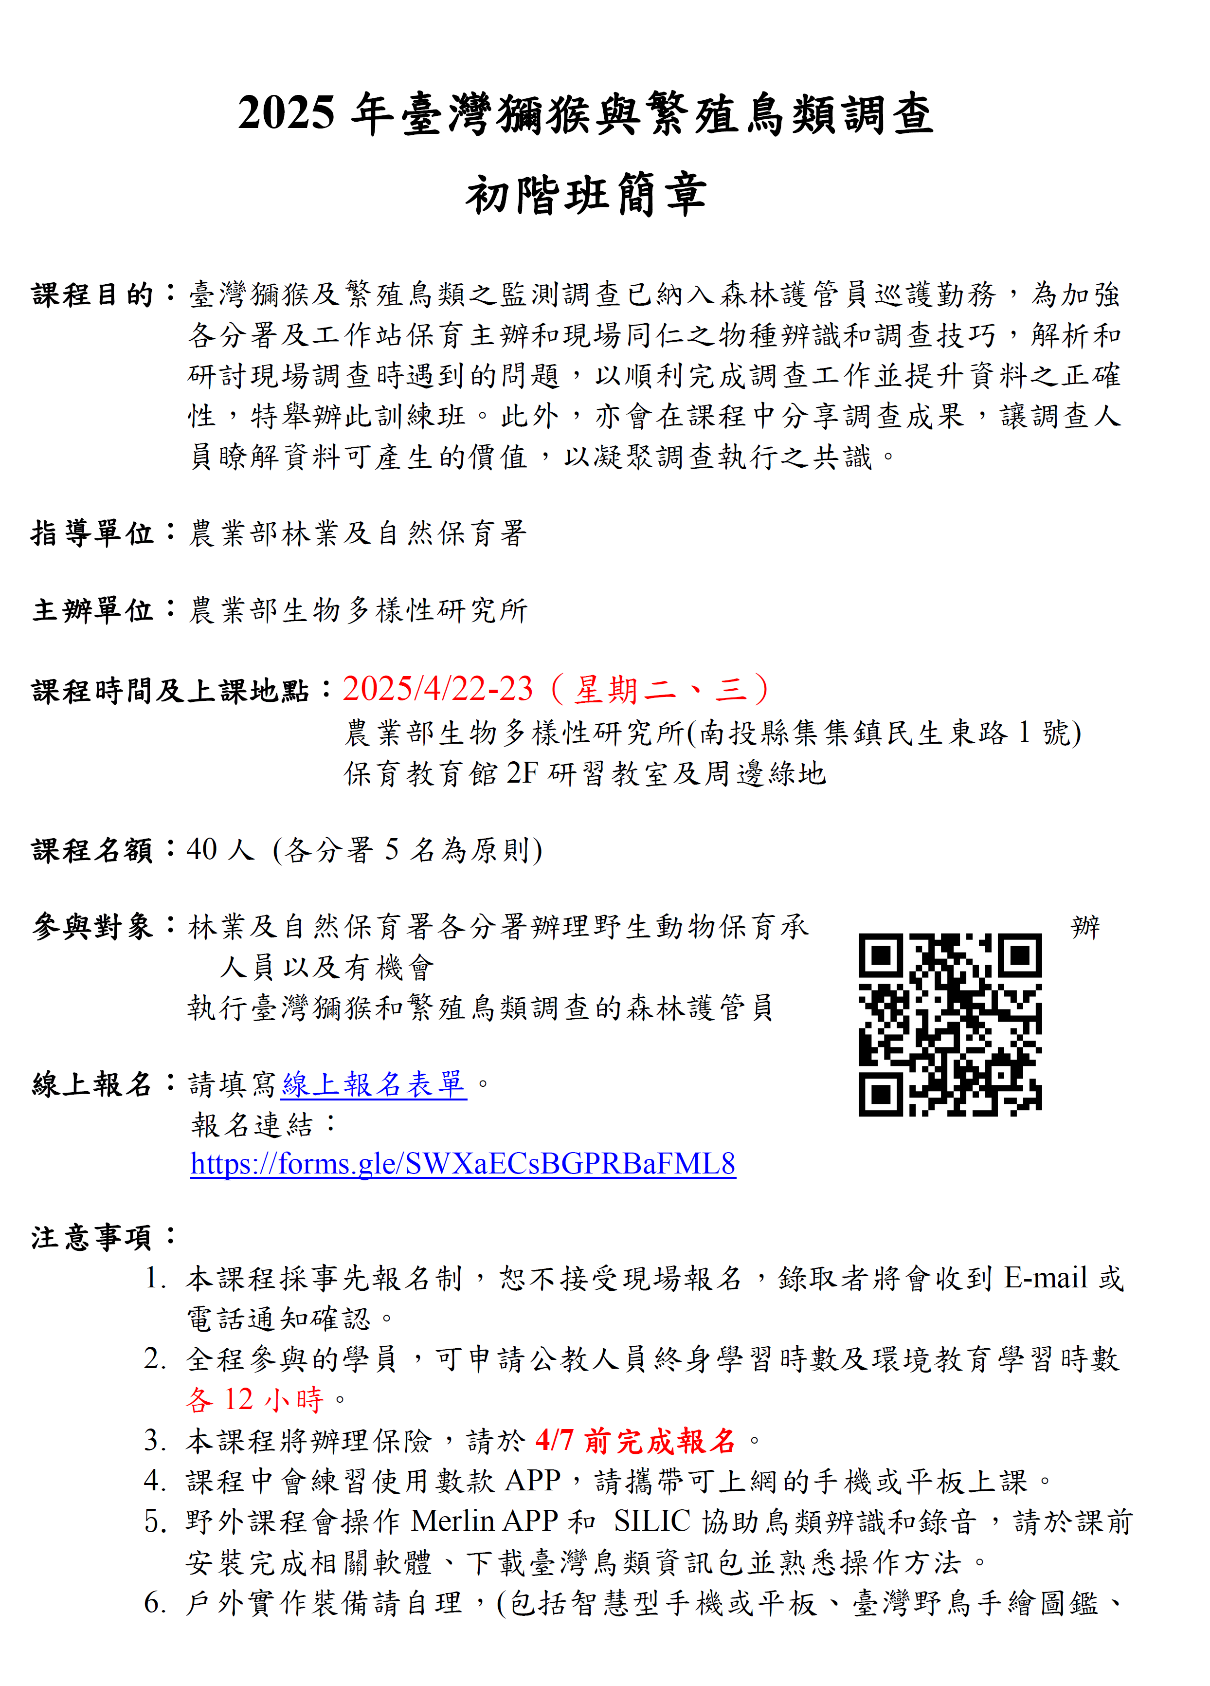 2025 年臺灣獼猴與繁殖鳥類調查
初階班簡章
課程目的：臺灣獼猴及繁殖鳥類之監測調查已納入森林護管員巡護勤務，為加強
各分署及工作站保育主辦和現場同仁之物種辨識和調查技巧，解析和
研討現場調查時遇到的問題，以順利完成調查工作並提升資料之正確
性，特舉辦此訓練班。此外，亦會在課程中分享調查成果，讓調查人
員瞭解資料可產生的價值，以凝聚調查執行之共識。
指導單位：農業部林業及自然保育署
主辦單位：農業部生物多樣性研究所
課程時間及上課地點：2025/4/22-23（星期二、三）
農業部生物多樣性研究所(南投縣集集鎮民生東路 1 號)
保育教育館 2F 研習教室及周邊綠地
課程名額：40 人 (各分署 5 名為原則)
參與對象：林業及自然保育署各分署辦理野生動物保育承辦
人員以及有機會
執行臺灣獼猴和繁殖鳥類調查的森林護管員
線上報名：請填寫線上報名表單。
報名連結：
https://forms.gle/SWXaECsBGPRBaFML8
注意事項：
1. 本課程採事先報名制，恕不接受現場報名，錄取者將會收到 E-mail 或
電話通知確認。
2. 全程參與的學員，可申請公教人員終身學習時數及環境教育學習時數
各 12 小時。
3. 本課程將辦理保險，請於 4/7 前完成報名。
4. 課程中會練習使用數款 APP，請攜帶可上網的手機或平板上課。
5. 野外課程會操作 Merlin APP 和 SILIC 協助鳥類辨識和錄音，請於課前
安裝完成相關軟體、下載臺灣鳥類資訊包並熟悉操作方法。
6. 戶外實作裝備請自理，(包括智慧型手機或平板、臺灣野鳥手繪圖鑑、